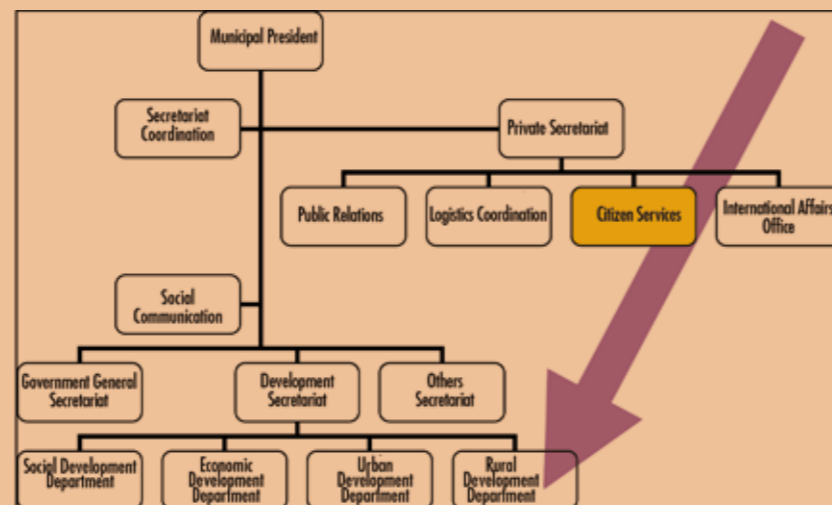 Municipal President
Secretariat
Coordination
Private Secretariat
Public Relations
Logistics Coordination
Citizen Services
International Affairs
Office
Social
Communication
Government General
Secretariat
Development
Secretariat
Others
Secretariat
Social Development
Department
Economic
Development
Department
Urban
Development
Department
Rural
Development
Department